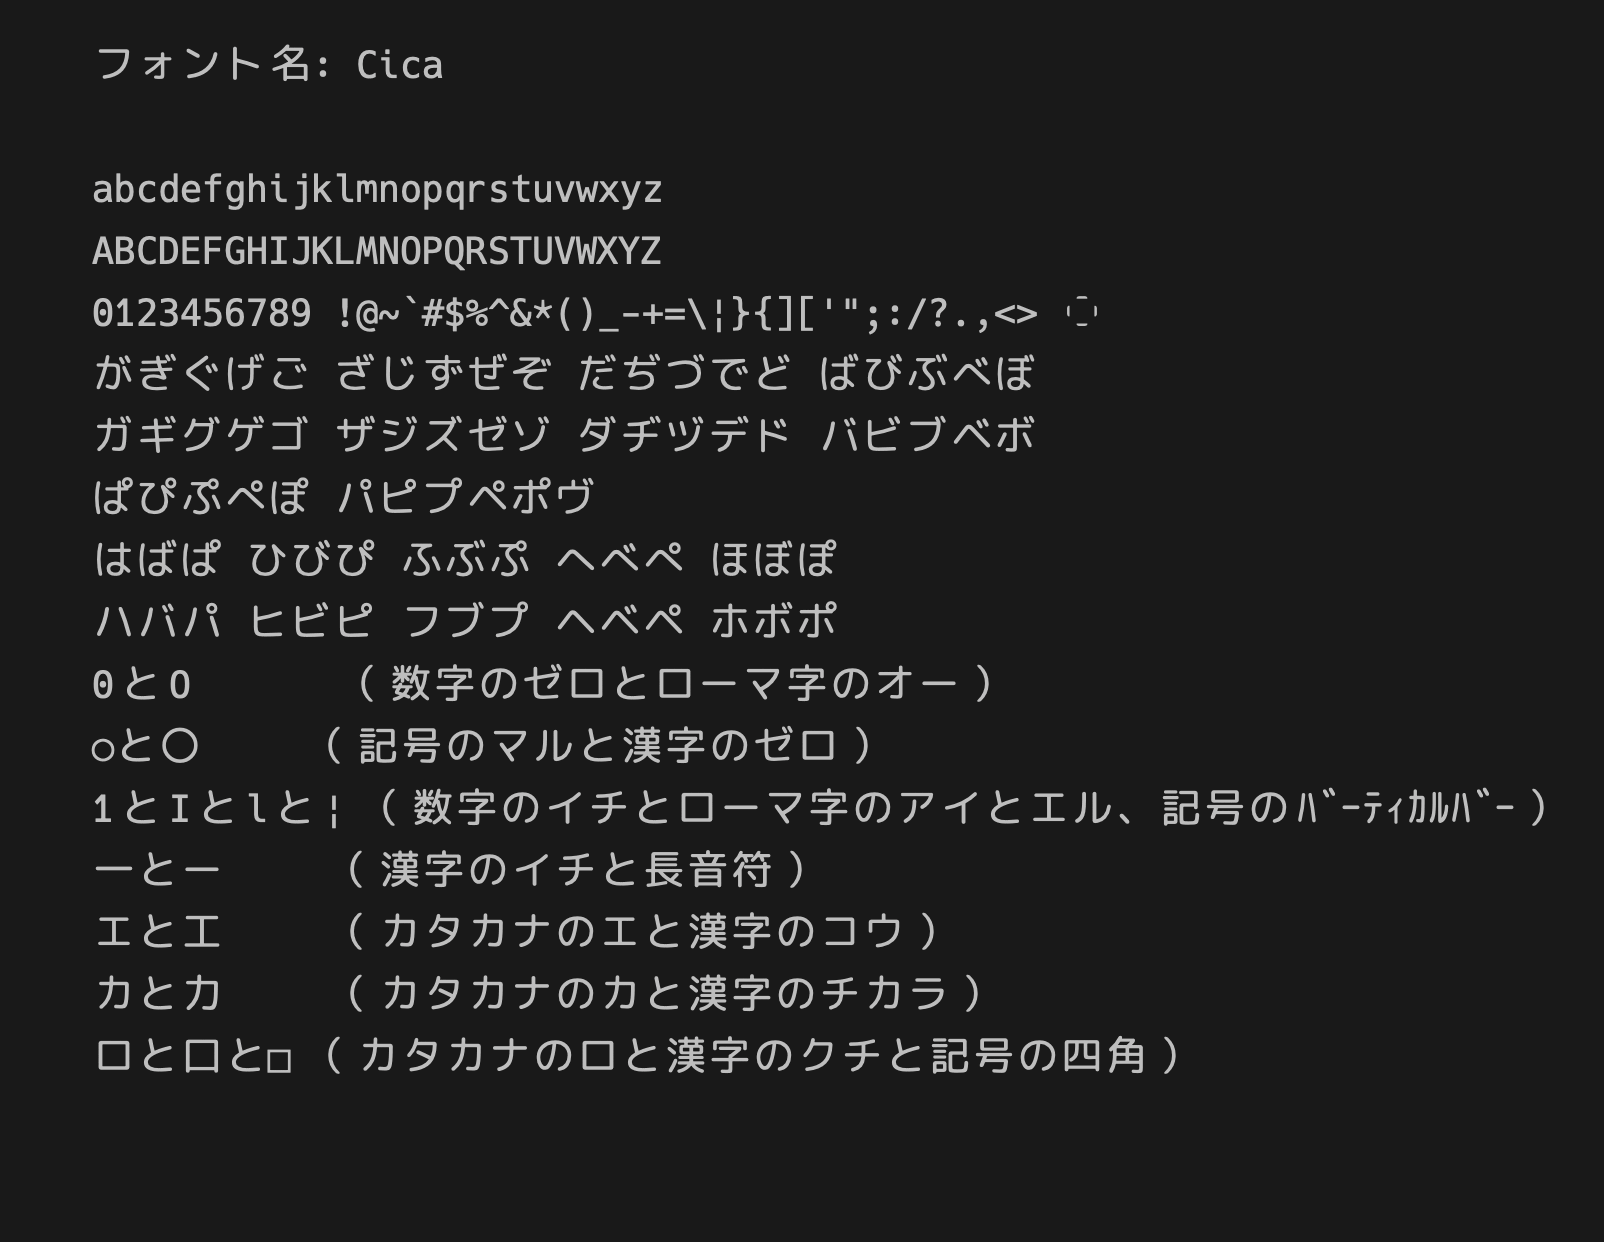 フォント名: Cica
abcdefghijklmnopqrstuvwxyz
ABCDEFGHIJKLMNOPQRSTUVWXYZ
0123456789 !@~`#$%^&*()_-+=\|}{]['";:/?.,<> 　
がぎぐげご ざじずぜぞ だぢづでど ばびぶべぼ
ガギグゲゴ ザジズゼゾ ダヂヅデド バビブベボ
ぱぴぷぺぽ パピプペポヴ
はばぱ ひびぴ ふぶぷ へべぺ ほぼぽ
ハバパ ヒビピ フブプ ヘベペ ホボポ
0とO （数字のゼロとローマ字のオー）
○と〇 （記号のマルと漢字のゼロ）
1とIとlと| （数字のイチとローマ字のアイとエル、記号のﾊﾞｰﾃｨｶﾙﾊﾞｰ）
一とー （漢字のイチと長音符）
エと工 （カタカナのエと漢字のコウ）
カと力 （カタカナのカと漢字のチカラ）
ロと口と□ （カタカナのロと漢字のクチと記号の四角）